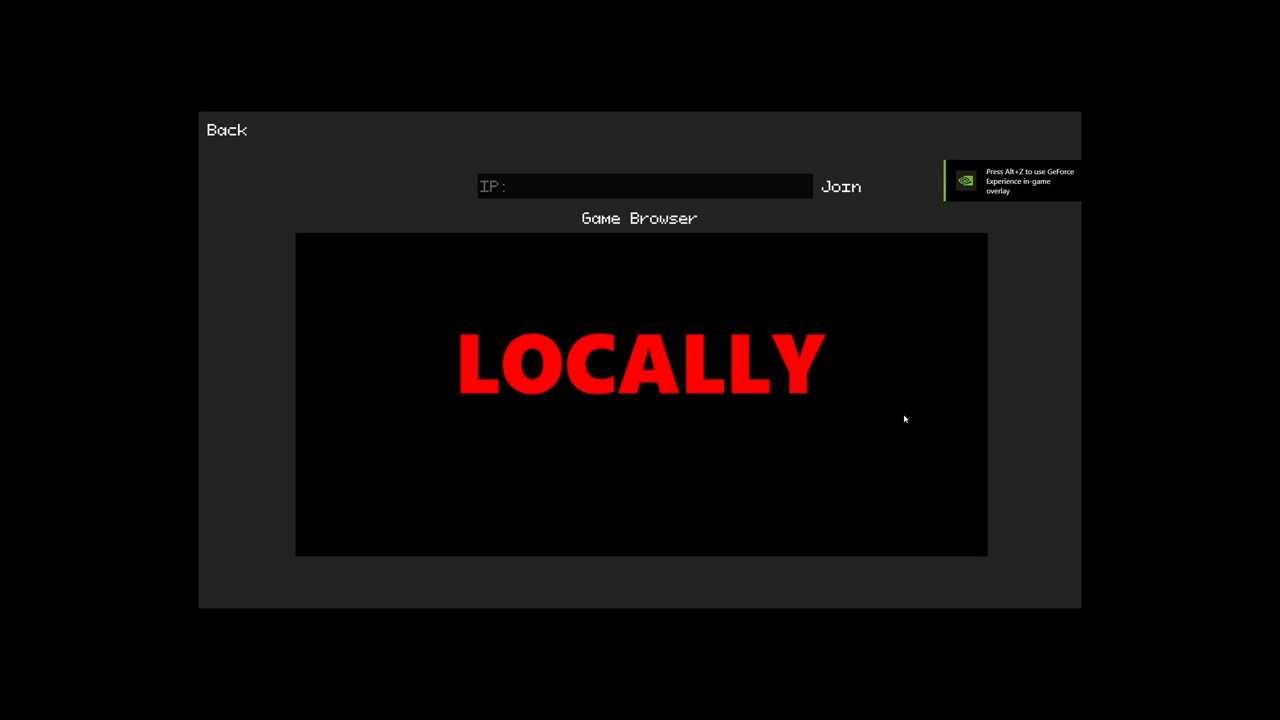 Back
Press Alt+Z to use GeForce
Experience in-game
overlay
IP:
Join
Game Browser
LOCALLY